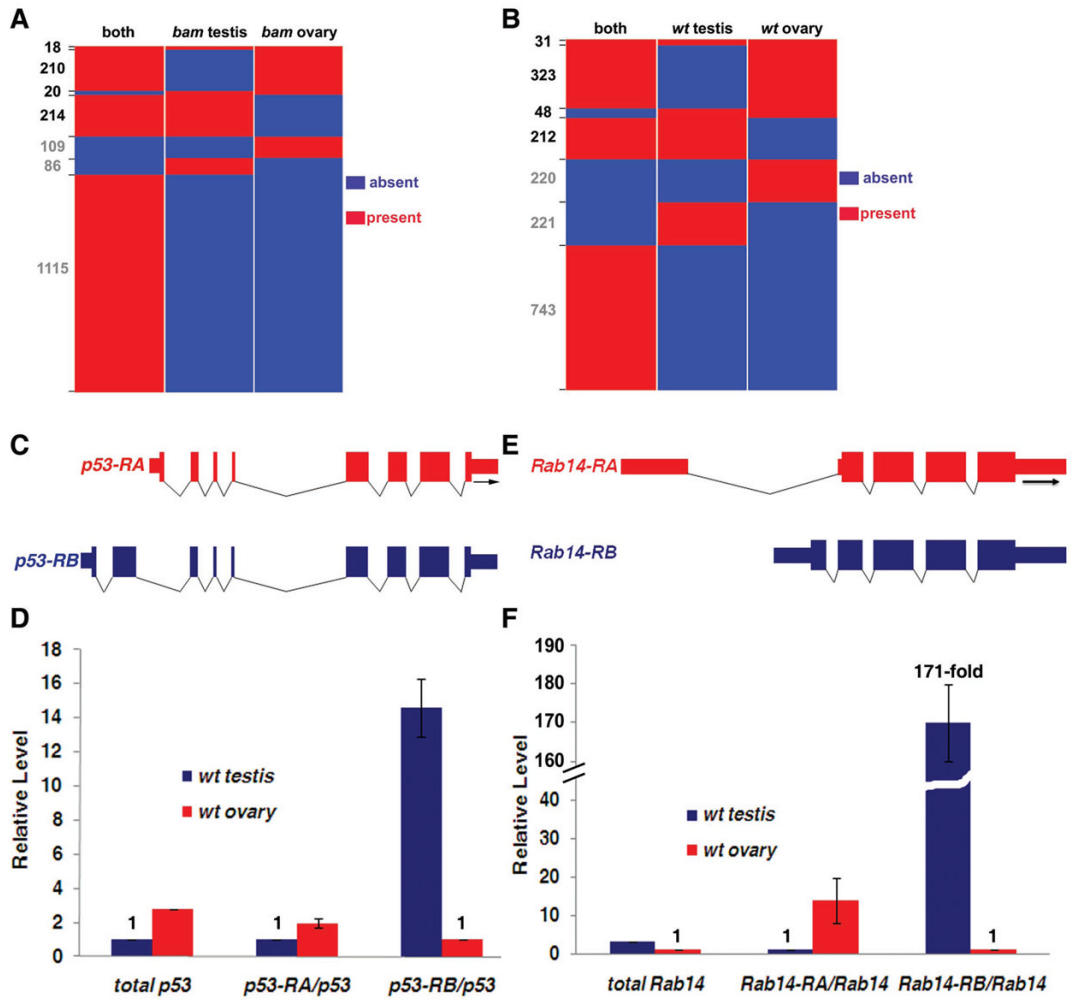 A
both bam testis bam ovary
18
210
20
214
109
86
1115
absent
present
B
both wt testis wt ovary
31
323
48
212
220
221
743
absent
present
C
p53-RA
p53-RB
E
Rab14-RA
Rab14-RB
D
Relative Level
18
16
14
12
10
8
6
4
2
0
wt testis
wt ovary
1
1
1
total p53 p53-RA/p53 p53-RB/p53
F
Relative Level
190
180
170
160
40
30
20
10
0
171-fold
wt testis
wt ovary
1
1
1
total Rab14 Rab14-RA/Rab14 Rab14-RB/Rab14